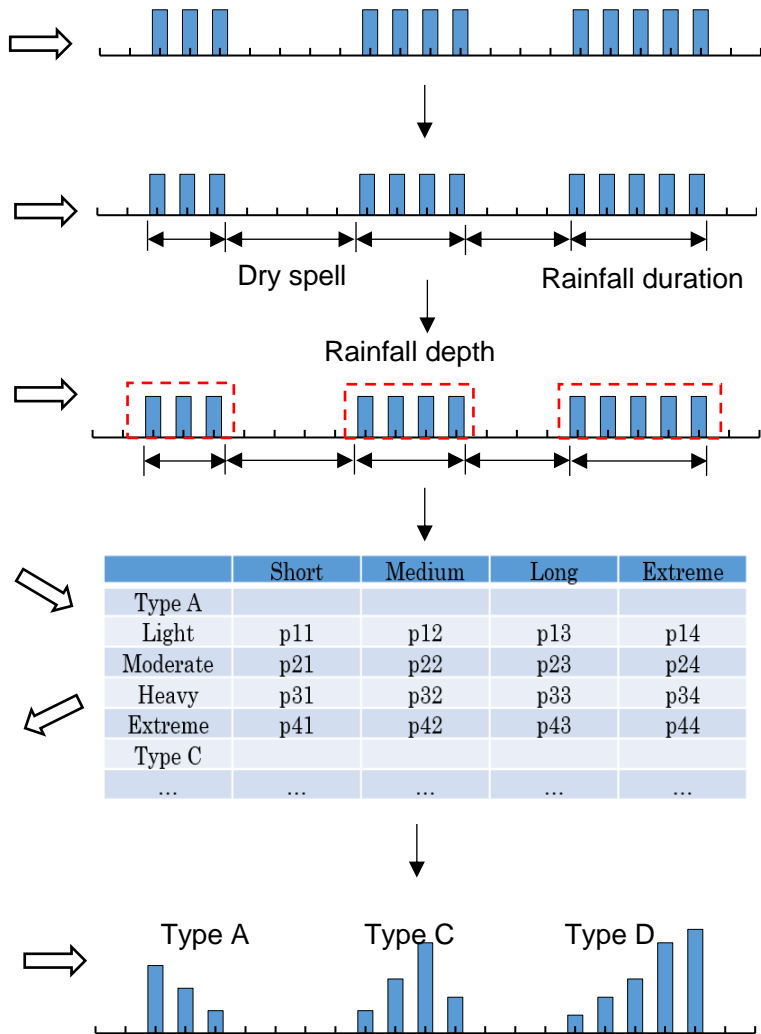 Dry spell Rainfall duration
Rainfall depth
Short Medium Long Extreme
Type A
Light p11 p12 p13 p14
Moderate p21 p22 p23 p24
Heavy p31 p32 p33 p34
Extreme p41 p42 p43 p44
Type C
... ... ... ... ...
Type A Type C Type D